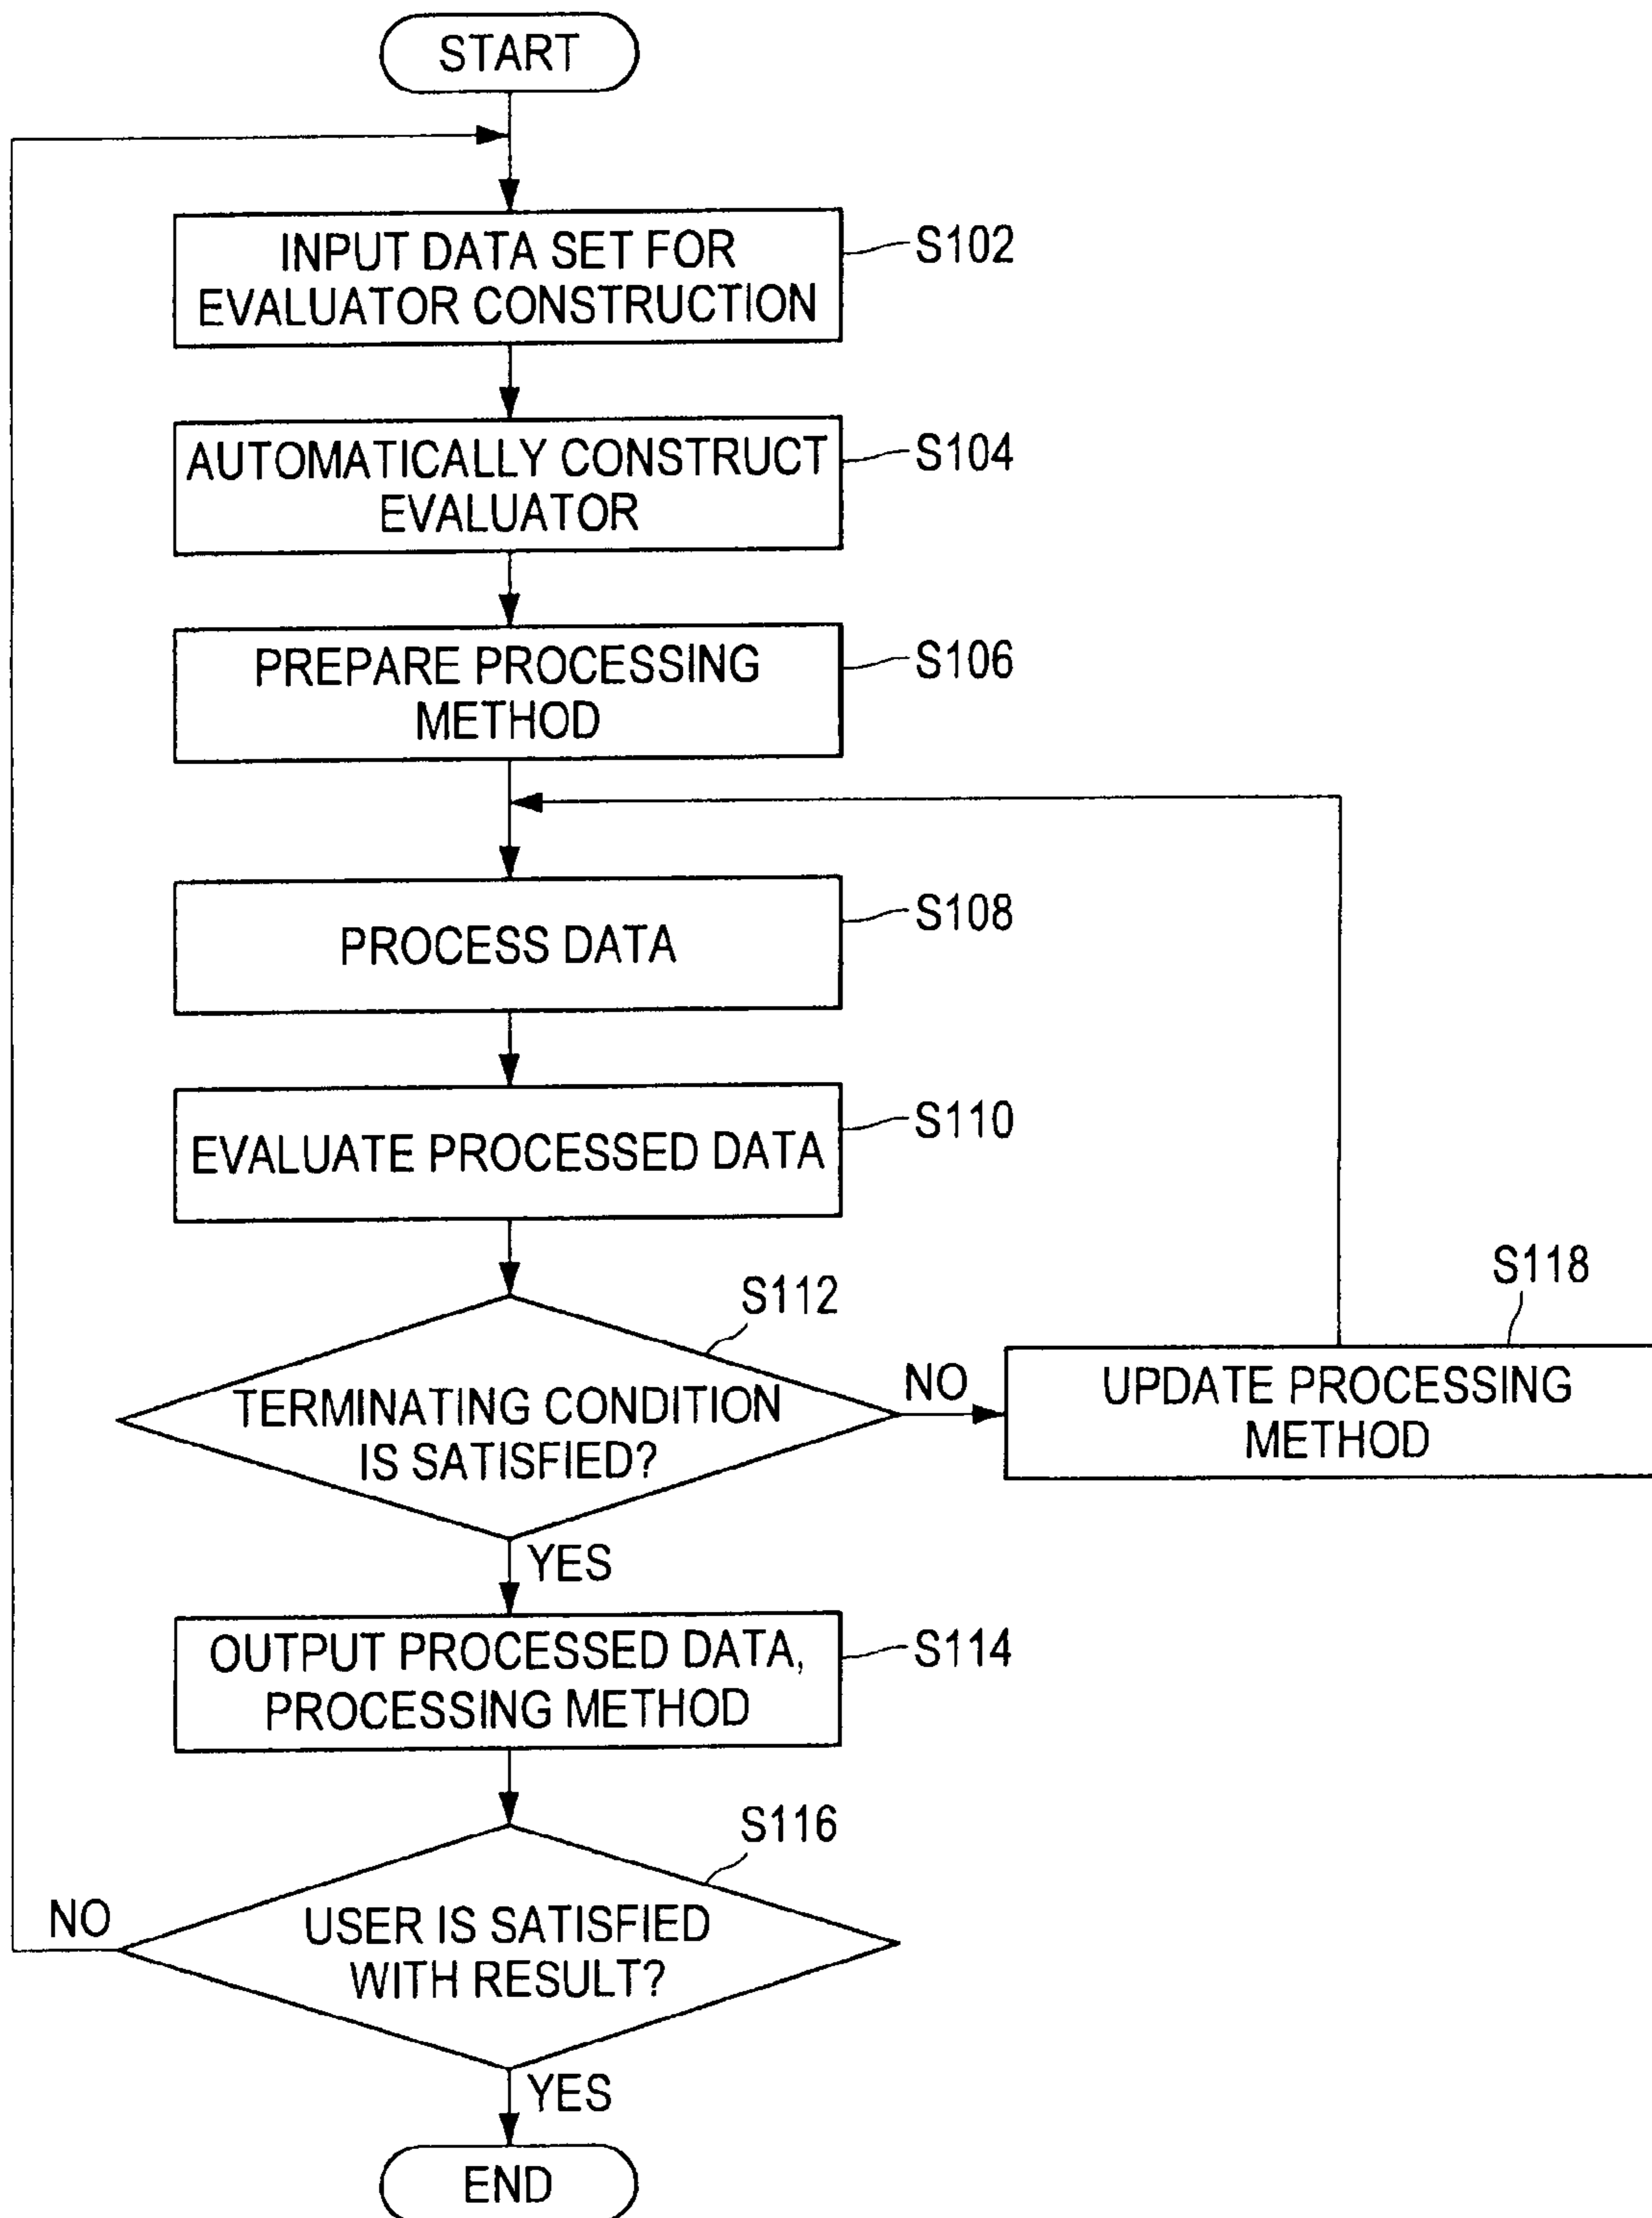 START
INPUT DATA SET FOR
EVALUATOR CONSTRUCTION
S102
AUTOMATICALLY CONSTRUCT
EVALUATOR
S104
PREPARE PROCESSING
METHOD
S106
PROCESS DATA
S108
EVALUATE PROCESSED DATA
S110
S112
TERMINATING CONDITION
IS SATISFIED?
NO
S118
UPDATE PROCESSING
METHOD
YES
OUTPUT PROCESSED DATA,
PROCESSING METHOD
S114
S116
USER IS SATISFIED
WITH RESULT?
NO
YES
END